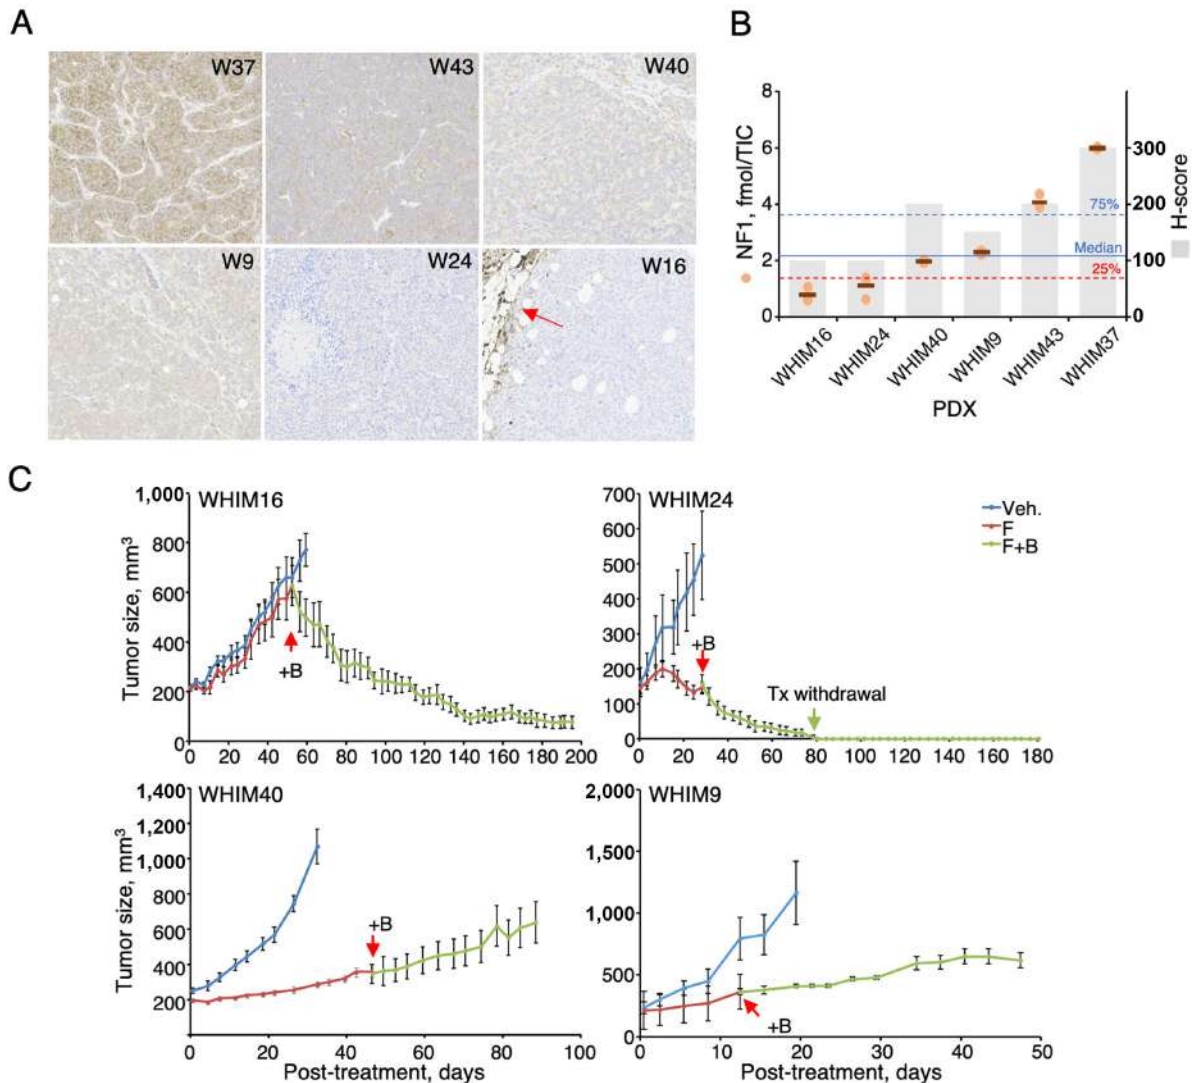 A
W37
W43
W40
W9
W24
W16
B
8
6
4
2
0
NF1, fmol/TIC
300
200
100
0
H-score
75%
Median
25%
WHIM16
WHIM24
WHIM40
WHIM9
WHIM43
WHIM37
PDX
C
WHIM16
1,000
800
600
400
200
0
Tumor size, mm³
+B
0 20 40 60 80 100 120 140 160 180 200
WHIM24
700
600
500
400
300
200
100
0
+B
Tx withdrawal
Veh.
F
F+B
0 20 40 60 80 100 120 140 160 180
WHIM40
1,400
1,200
1,000
800
600
400
200
Tumor size, mm³
+B
0 20 40 60 80 100
Post-treatment, days
WHIM9
2,000
1,500
1,000
500
0
+B
0 10 20 30 40 50
Post-treatment, days